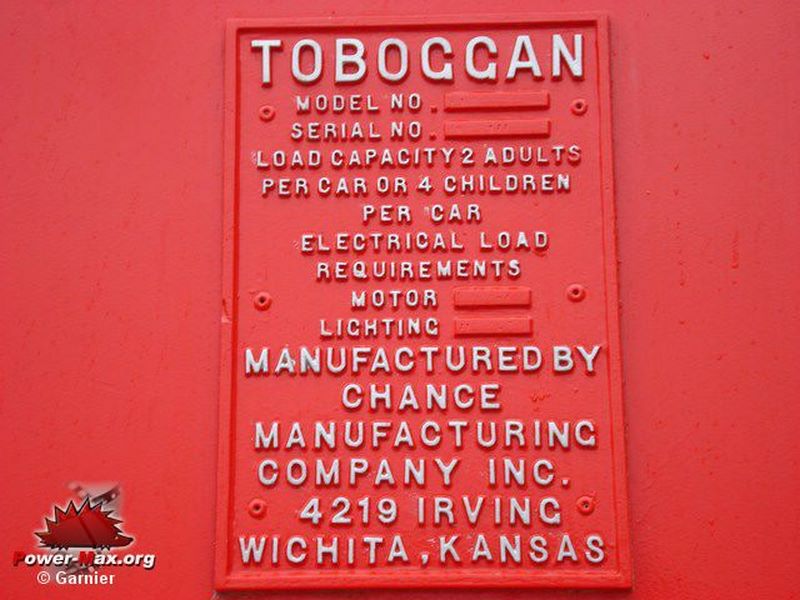 TOBOGGAN
MODEL NO.
SERIAL NO.
LOAD CAPACITY 2 ADULTS
PER CAR OR 4 CHILDREN
PER CAR
ELECTRICAL LOAD
REQUIREMENTS
MOTOR
LIGHTING
MANUFACTURED BY
CHANCE
MANUFACTURING
COMPANY INC.
4219 IRVING
WICHITA, KANSAS
Power-Max.org
© Garnier